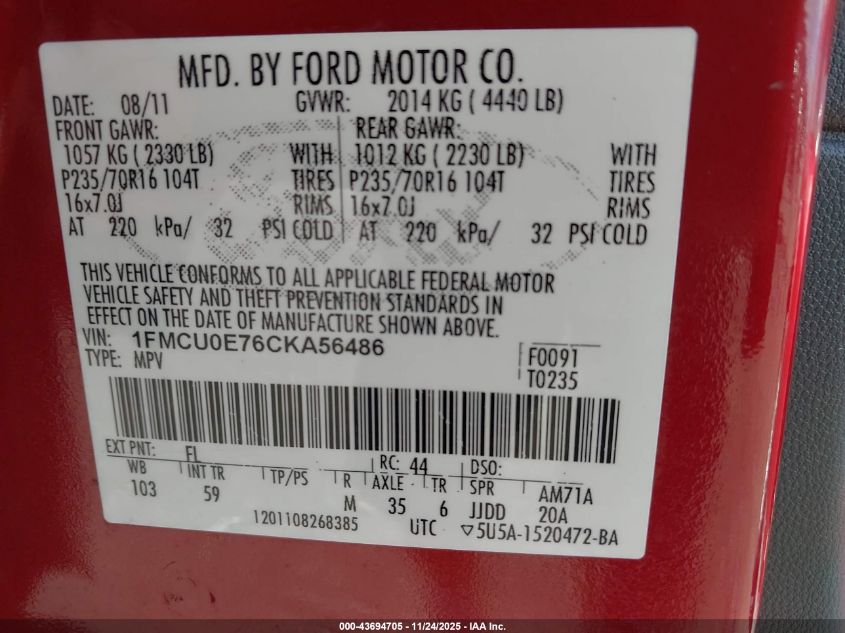 MFD. BY FORD MOTOR CO.
DATE: 08/11 GVWR: 2014 KG ( 4440 LB)
FRONT GAWR: REAR GAWR:
1057 KG ( 2330 LB) WITH 1012 KG ( 2230 LB) WITH
P235/70R16 104T TIRES P235/70R16 104T TIRES
16x7.0J RIMS 16x7.0J RIMS
AT 220 kPa/ 32 PSI COLD AT 220 kPa/ 32 PSI COLD
THIS VEHICLE CONFORMS TO ALL APPLICABLE FEDERAL MOTOR
VEHICLE SAFETY AND THEFT PREVENTION STANDARDS IN
EFFECT ON THE DATE OF MANUFACTURE SHOWN ABOVE.
VIN: 1FMCU0E76CKA56486
TYPE: MPV
F0091
T0235
EXT PNT: FL RC: 44 DSO:
WB INT TR TP/PS R AXLE TR SPR AM71A
103 59 M 35 6 JJDD 20A
1201108268385 UTC ▽5U5A-1520472-BA
000-43694705 - 11/24/2025 - IAA Inc.